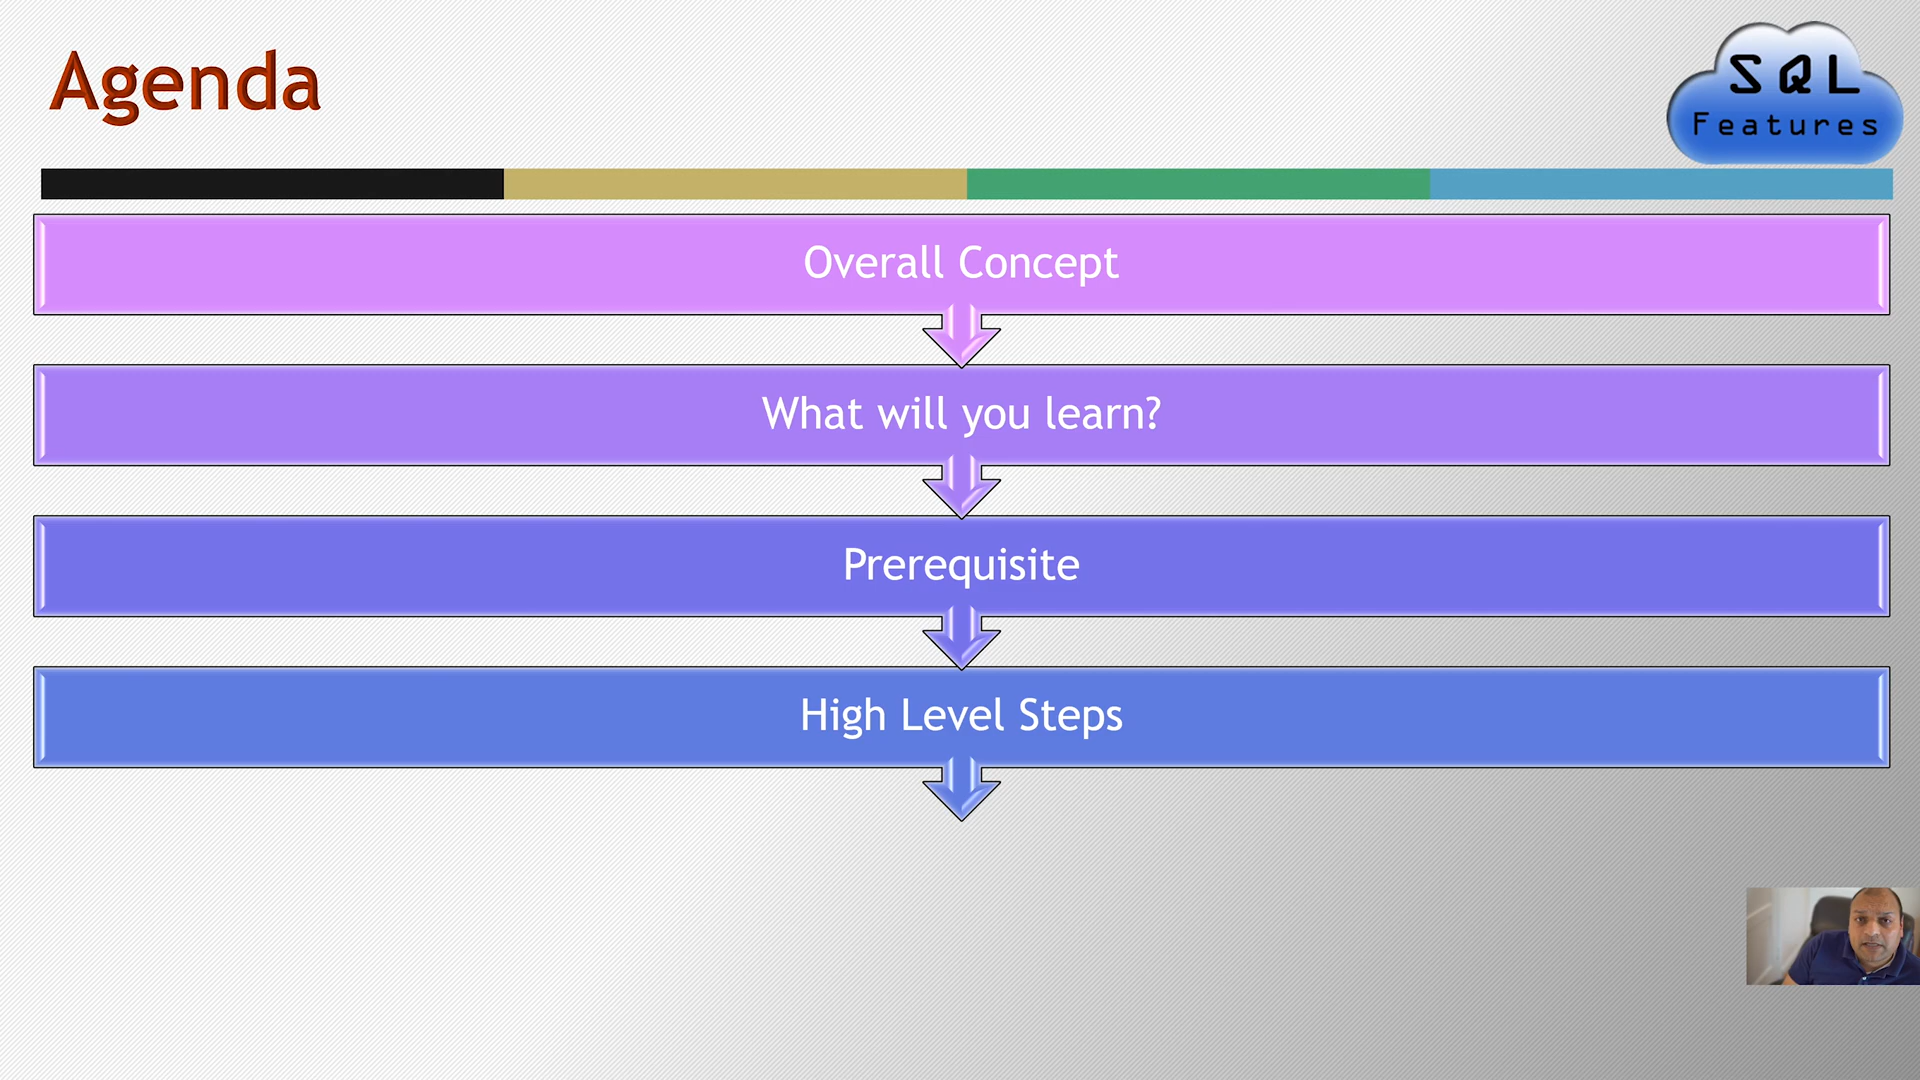 Agenda
SQL
Features
Overall Concept
What will you learn?
Prerequisite
High Level Steps